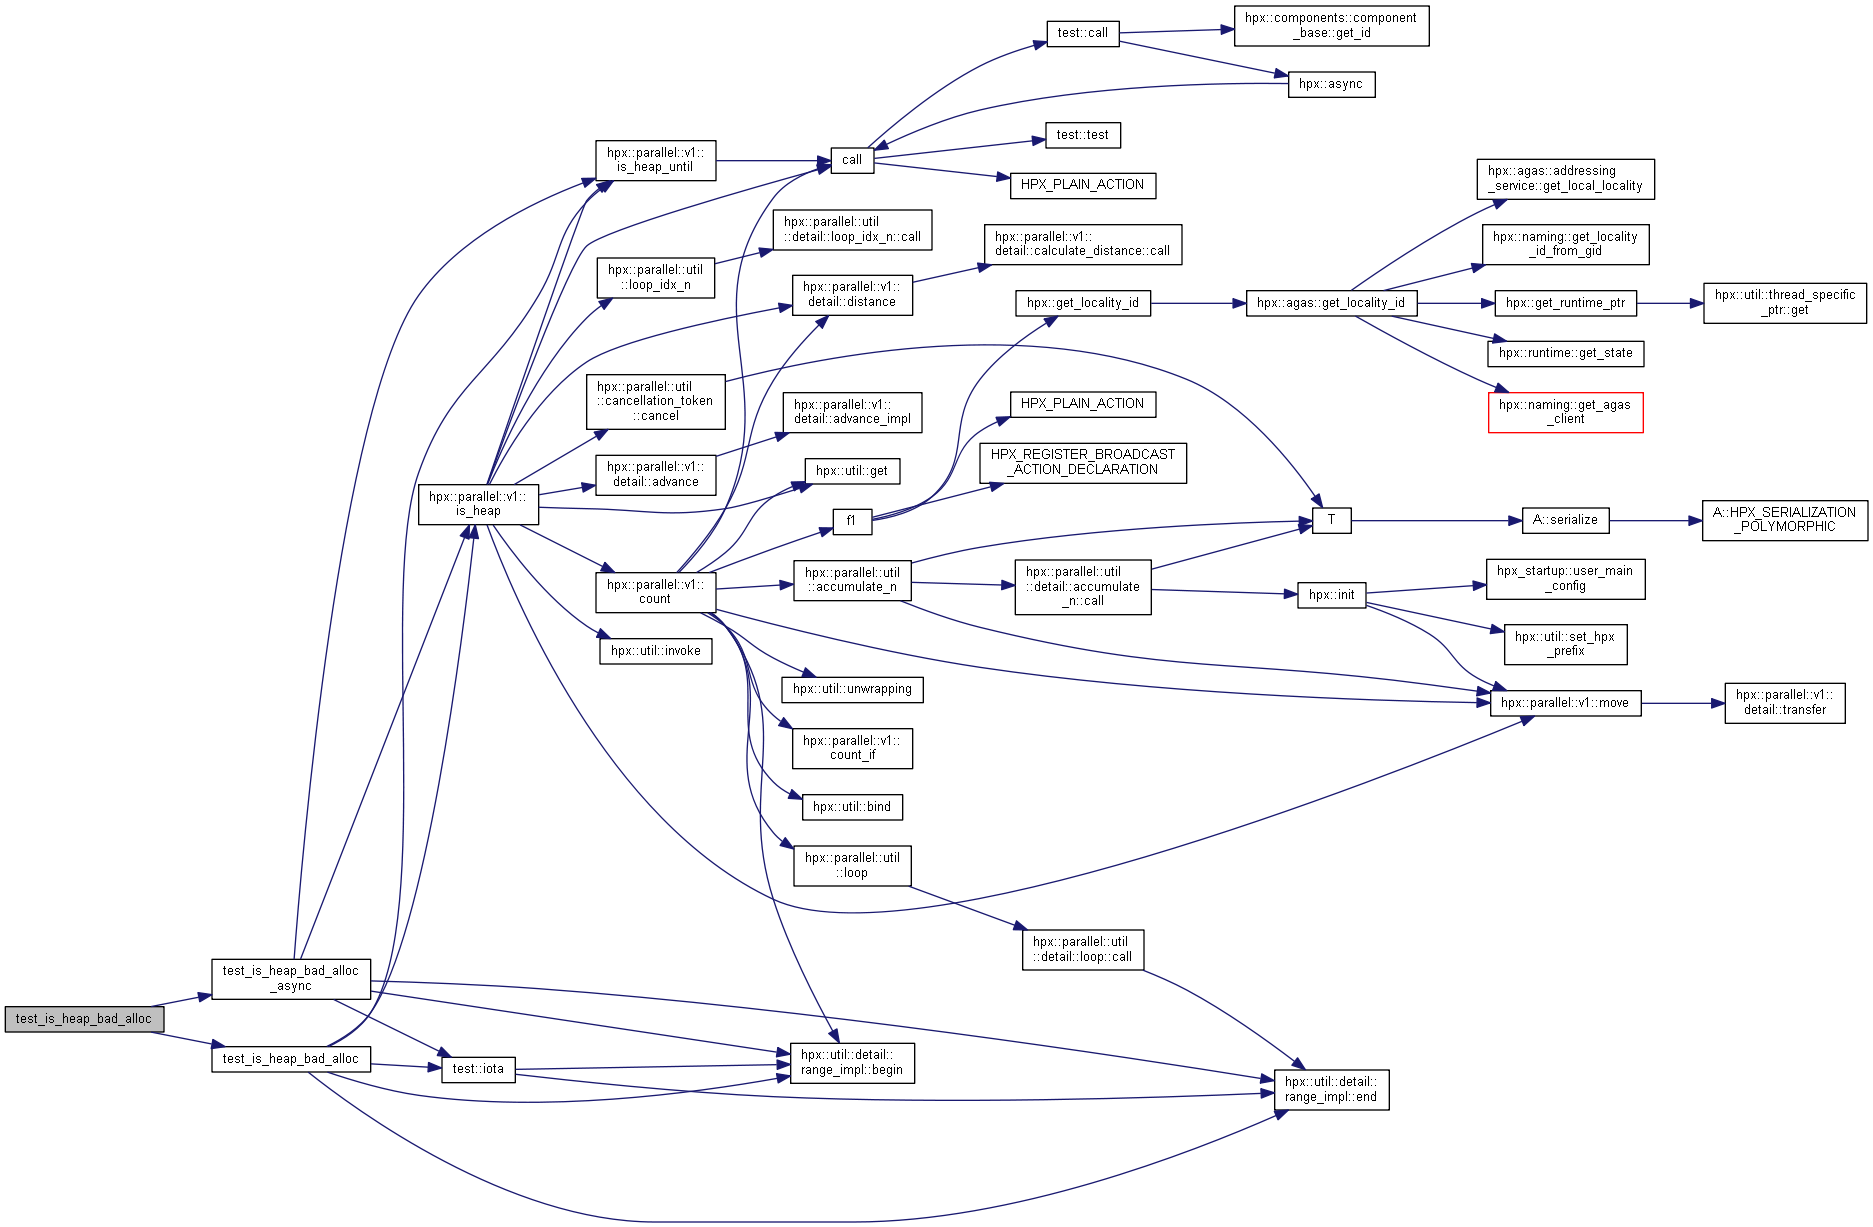 test_is_heap_bad_alloc
test_is_heap_bad_alloc
_async
test_is_heap_bad_alloc
hpx::parallel::v1::
is_heap
test::iota
hpx::parallel::v1::
is_heap_until
hpx::parallel::util
::loop_idx_n
hpx::parallel::util
::cancellation_token
::cancel
hpx::parallel::v1::
detail::advance
hpx::parallel::v1::
count
hpx::util::invoke
call
hpx::parallel::util
::detail::loop_idx_n::call
hpx::parallel::v1::
detail::distance
hpx::parallel::v1::
detail::advance_impl
hpx::util::get
f1
hpx::parallel::util
::accumulate_n
hpx::util::unwrapping
hpx::parallel::v1::
count_if
hpx::util::bind
hpx::parallel::util
::loop
hpx::util::detail::
range_impl::begin
test::call
test::test
HPX_PLAIN_ACTION
hpx::parallel::v1::
detail::calculate_distance::call
hpx::get_locality_id
HPX_PLAIN_ACTION
HPX_REGISTER_BROADCAST
_ACTION_DECLARATION
hpx::parallel::util
::detail::accumulate
_n::call
hpx::parallel::util
::detail::loop::call
hpx::components::component
_base::get_id
hpx::async
hpx::agas::get_locality_id
T
hpx::init
hpx::util::detail::
range_impl::end
hpx::agas::addressing
_service::get_local_locality
hpx::naming::get_locality
_id_from_gid
hpx::get_runtime_ptr
hpx::runtime::get_state
hpx::naming::get_agas
_client
A::serialize
hpx_startup::user_main
_config
hpx::util::set_hpx
_prefix
hpx::parallel::v1::move
hpx::util::thread_specific
_ptr::get
A::HPX_SERIALIZATION
_POLYMORPHIC
hpx::parallel::v1::
detail::transfer